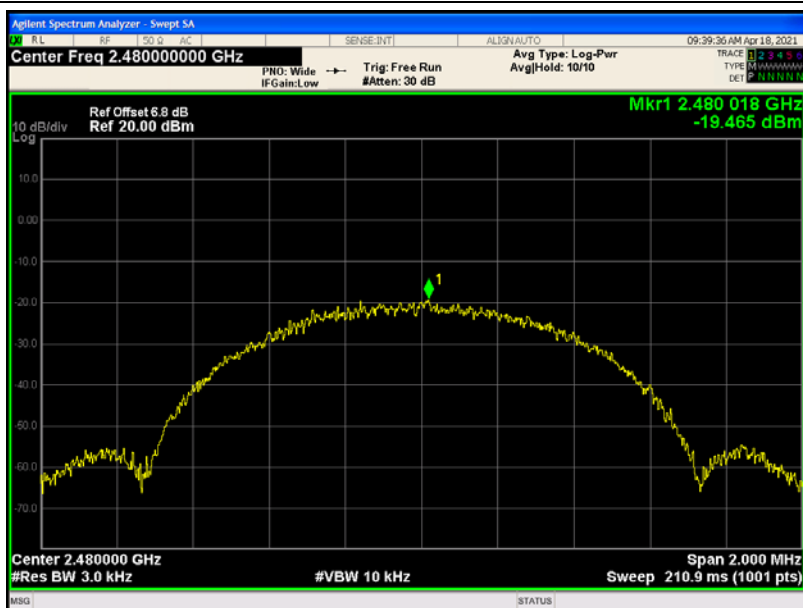 Agilent Spectrum Analyzer - Swept SA
LXI RL RF 50 Ω AC SENSE:INT ALIGNAUTO 09:39:36 AM Apr 18, 2021
Center Freq 2.480000000 GHz
PNO: Wide
IFGain:Low
Trig: Free Run
#Atten: 30 dB
Avg Type: Log-Pwr
Avg|Hold: 10/10
TRACE 1 2 3 4 5 6
TYPE M
DET P N N N N N
Mkr1 2.480 018 GHz
-19.465 dBm
Ref Offset 6.8 dB
10 dB/div Ref 20.00 dBm
Log
10.0
0.00
-10.0
1
-20.0
-30.0
-40.0
-50.0
-60.0
-70.0
Center 2.480000 GHz Span 2.000 MHz
#Res BW 3.0 kHz #VBW 10 kHz Sweep 210.9 ms (1001 pts)
MSG STATUS